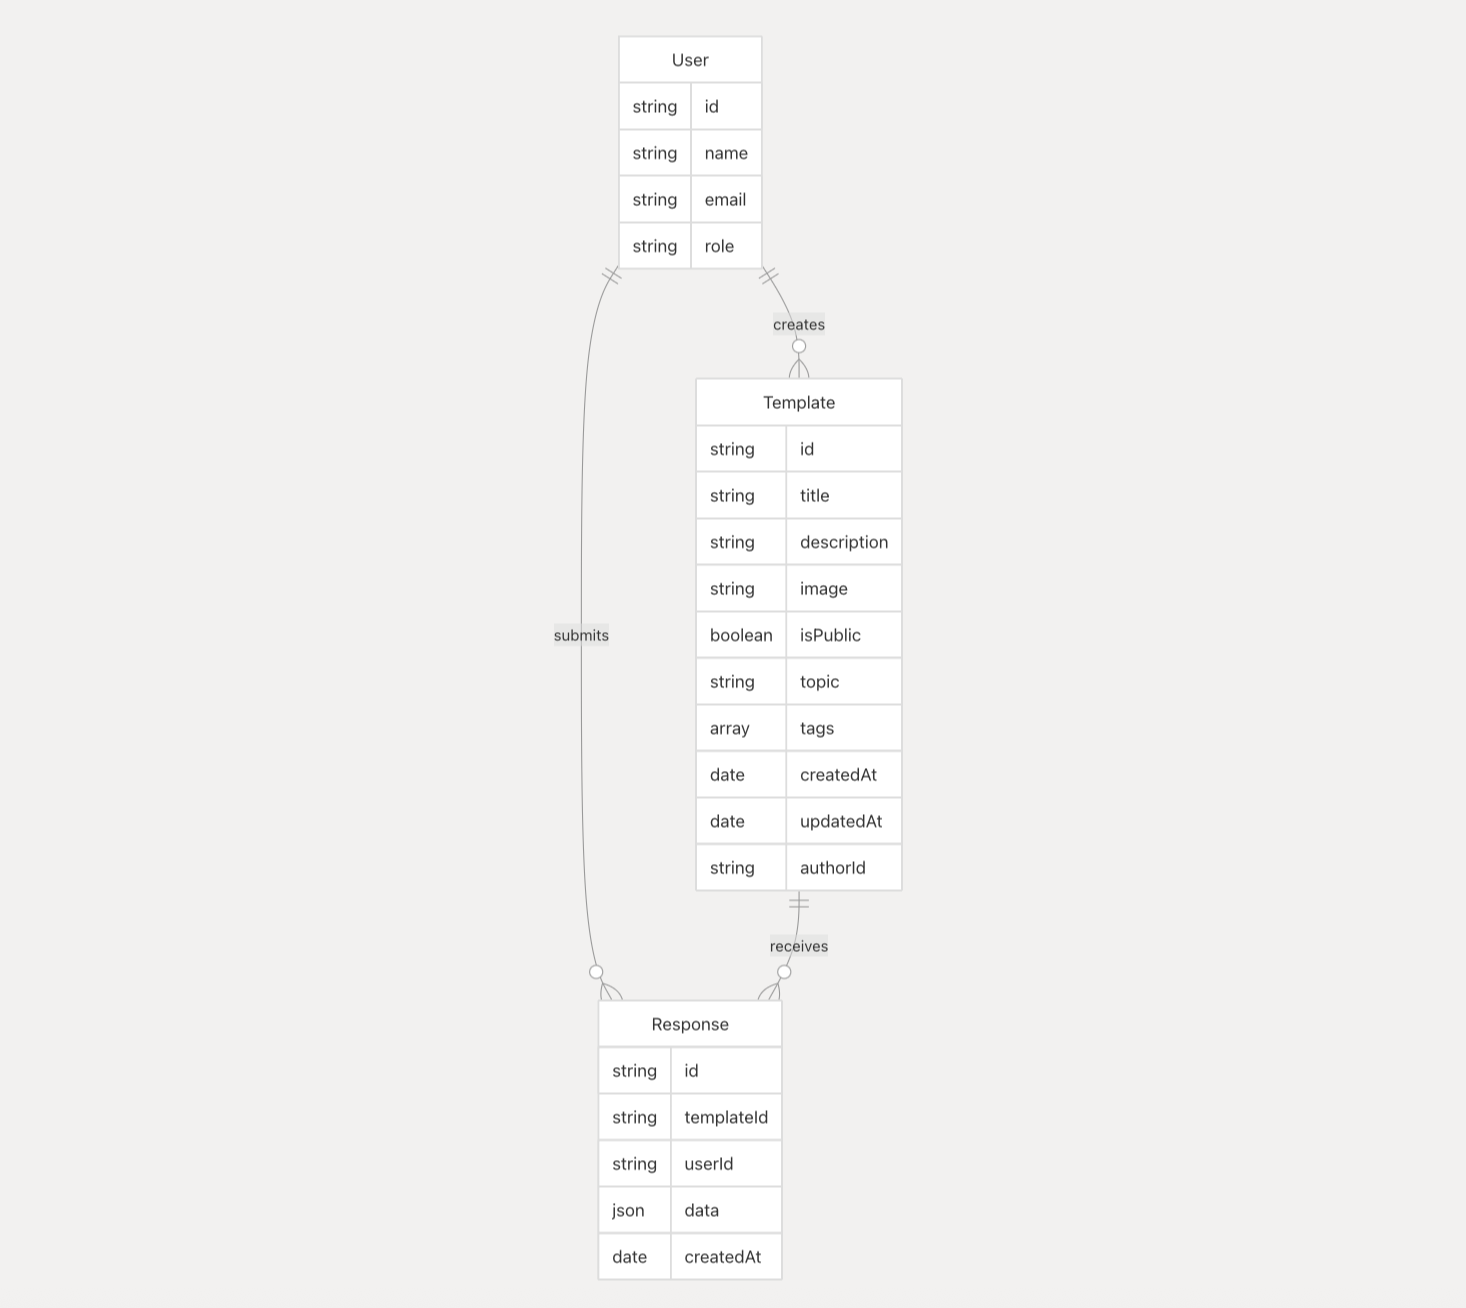 User
string id
string name
string email
string role
creates
Template
string id
string title
string description
string image
boolean isPublic
submits
string topic
array tags
date createdAt
date updatedAt
string authorId
receives
Response
string id
string templateId
string userId
json data
date createdAt